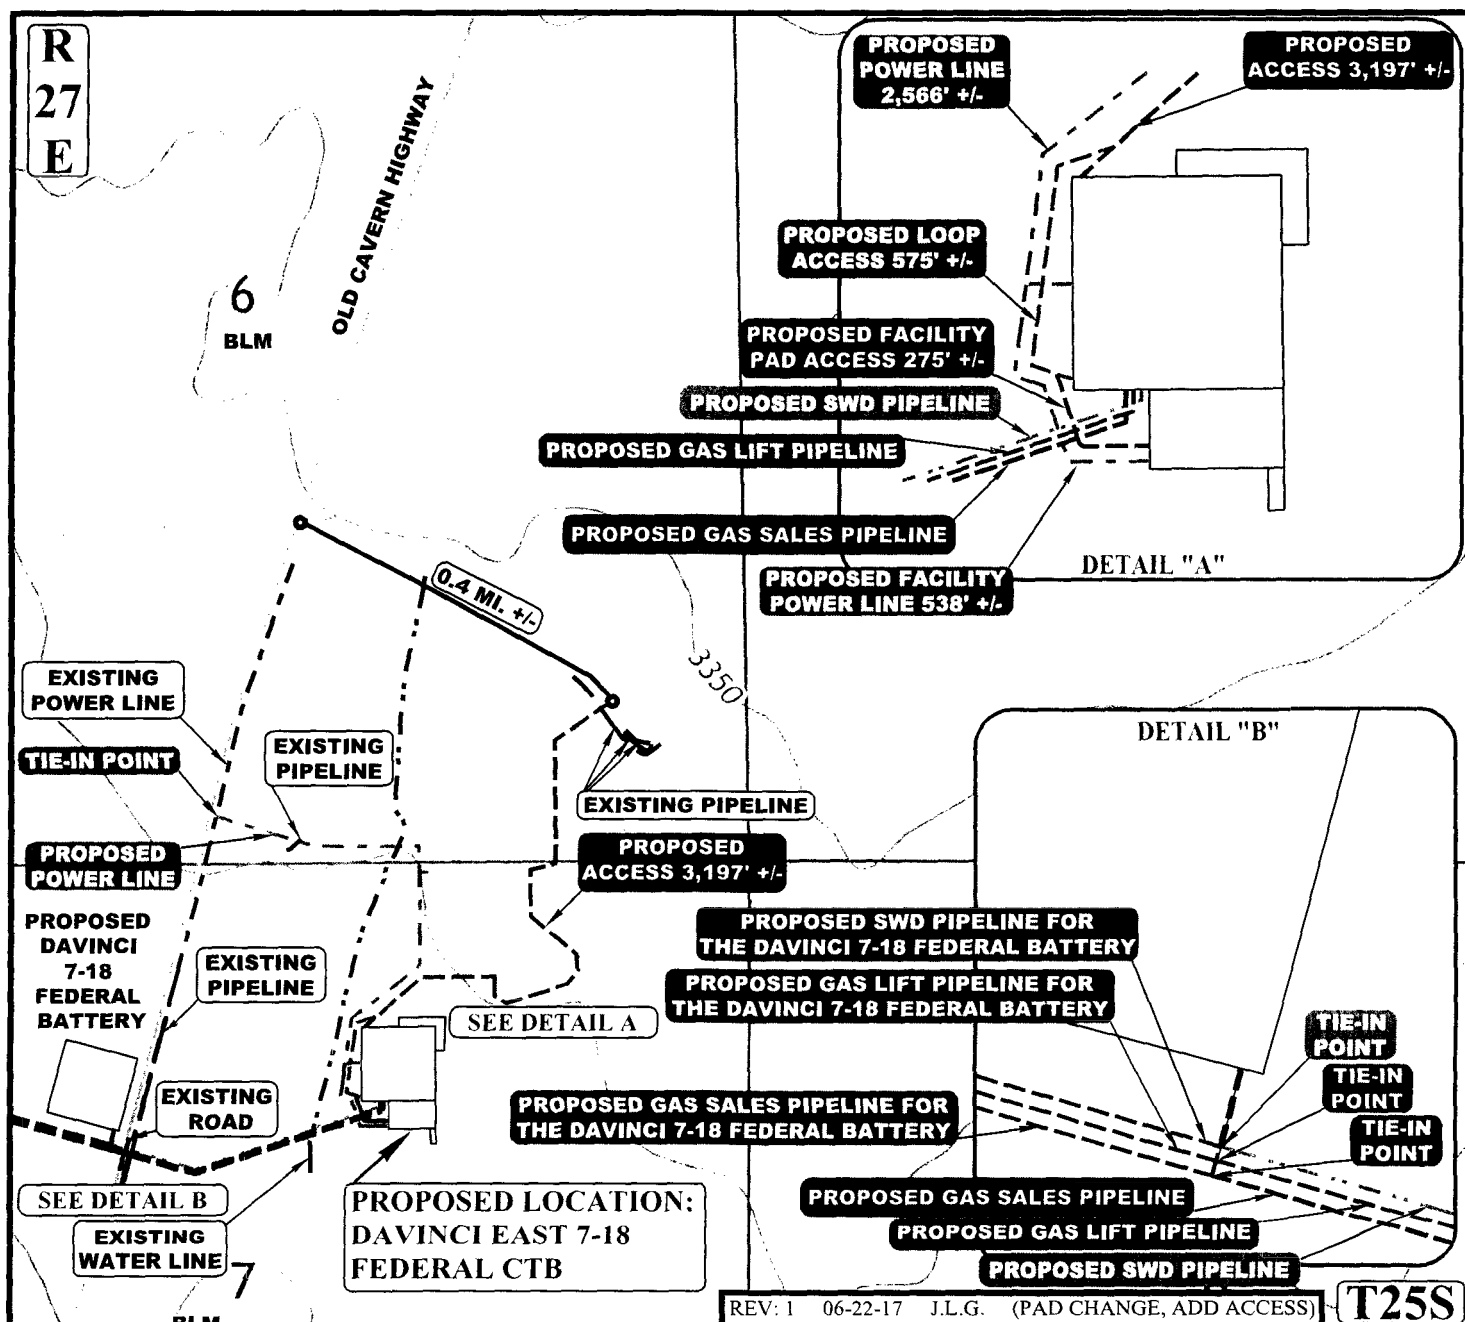 R
27
E
OLD CAVERN HIGHWAY
6
BLM
PROPOSED
POWER LINE
2,566' +/-
PROPOSED
ACCESS 3,197' +/-
PROPOSED LOOP
ACCESS 575' +/-
PROPOSED FACILITY
PAD ACCESS 275' +/-
PROPOSED SWD PIPELINE
PROPOSED GAS LIFT PIPELINE
PROPOSED GAS SALES PIPELINE
DETAIL "A"
PROPOSED FACILITY
POWER LINE 538' +/-
0.4 MI. +/-
3350
EXISTING
POWER LINE
TIE-IN POINT
EXISTING
PIPELINE
EXISTING PIPELINE
PROPOSED
POWER LINE
PROPOSED
ACCESS 3,197' +/-
PROPOSED
DAVINCI
7-18
FEDERAL
BATTERY
EXISTING
PIPELINE
SEE DETAIL A
EXISTING
ROAD
SEE DETAIL B
EXISTING
WATER LINE
PROPOSED LOCATION:
DAVINCI EAST 7-18
FEDERAL CTB
7
BLM
DETAIL "B"
PROPOSED SWD PIPELINE FOR
THE DAVINCI 7-18 FEDERAL BATTERY
PROPOSED GAS LIFT PIPELINE FOR
THE DAVINCI 7-18 FEDERAL BATTERY
TIE-IN
POINT
TIE-IN
POINT
TIE-IN
POINT
PROPOSED GAS SALES PIPELINE FOR
THE DAVINCI 7-18 FEDERAL BATTERY
PROPOSED GAS SALES PIPELINE
PROPOSED GAS LIFT PIPELINE
PROPOSED SWD PIPELINE
REV: 1 06-22-17 J.L.G. (PAD CHANGE, ADD ACCESS)
T25S